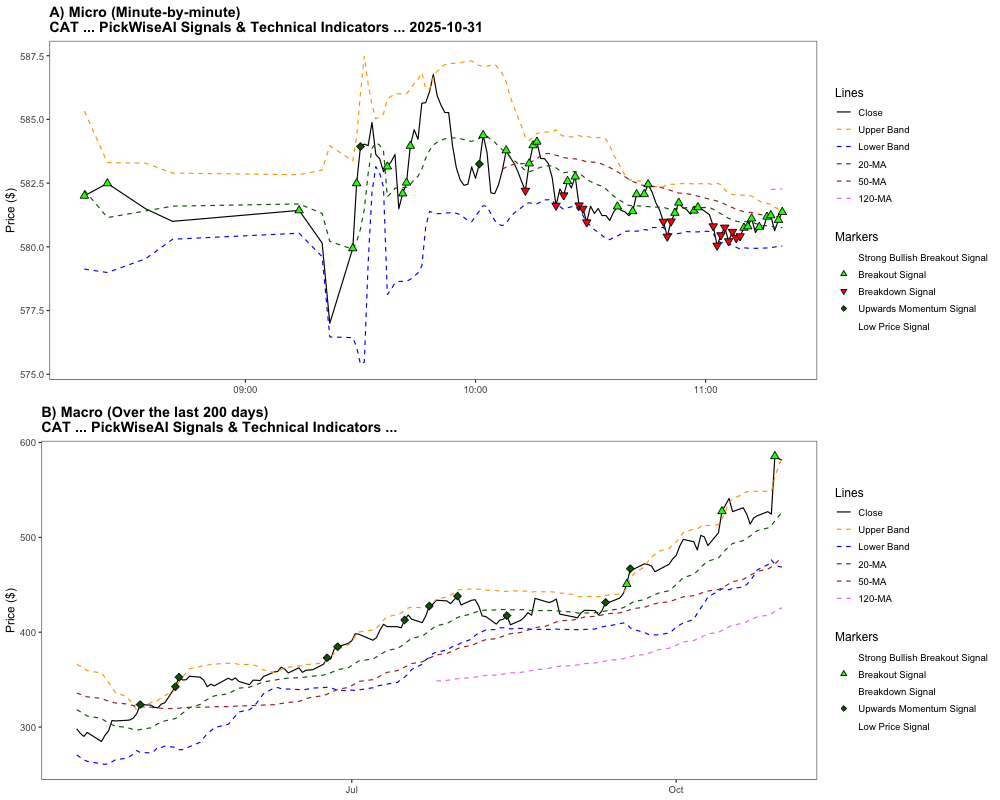 A) Micro (Minute-by-minute)
CAT ... PickWiseAI Signals & Technical Indicators ... 2025-10-31
Price ($)
587.5
585.0
582.5
580.0
577.5
575.0
09:00
10:00
11:00
Lines
Close
Upper Band
Lower Band
20-MA
50-MA
120-MA
Markers
Strong Bullish Breakout Signal
Breakout Signal
Breakdown Signal
Upwards Momentum Signal
Low Price Signal
B) Macro (Over the last 200 days)
CAT ... PickWiseAI Signals & Technical Indicators ...
Price ($)
600
500
400
300
Jul
Oct
Lines
Close
Upper Band
Lower Band
20-MA
50-MA
120-MA
Markers
Strong Bullish Breakout Signal
Breakout Signal
Breakdown Signal
Upwards Momentum Signal
Low Price Signal